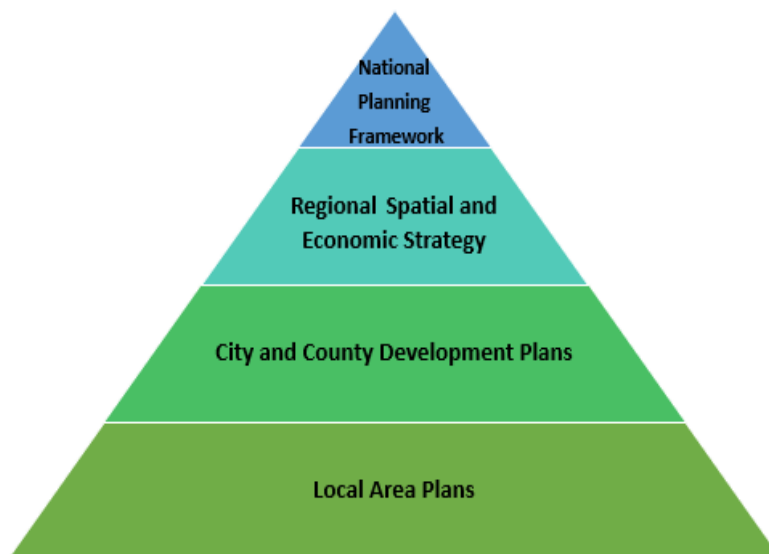 National
Planning
Framework
Regional Spatial and
Economic Strategy
City and County Development Plans
Local Area Plans